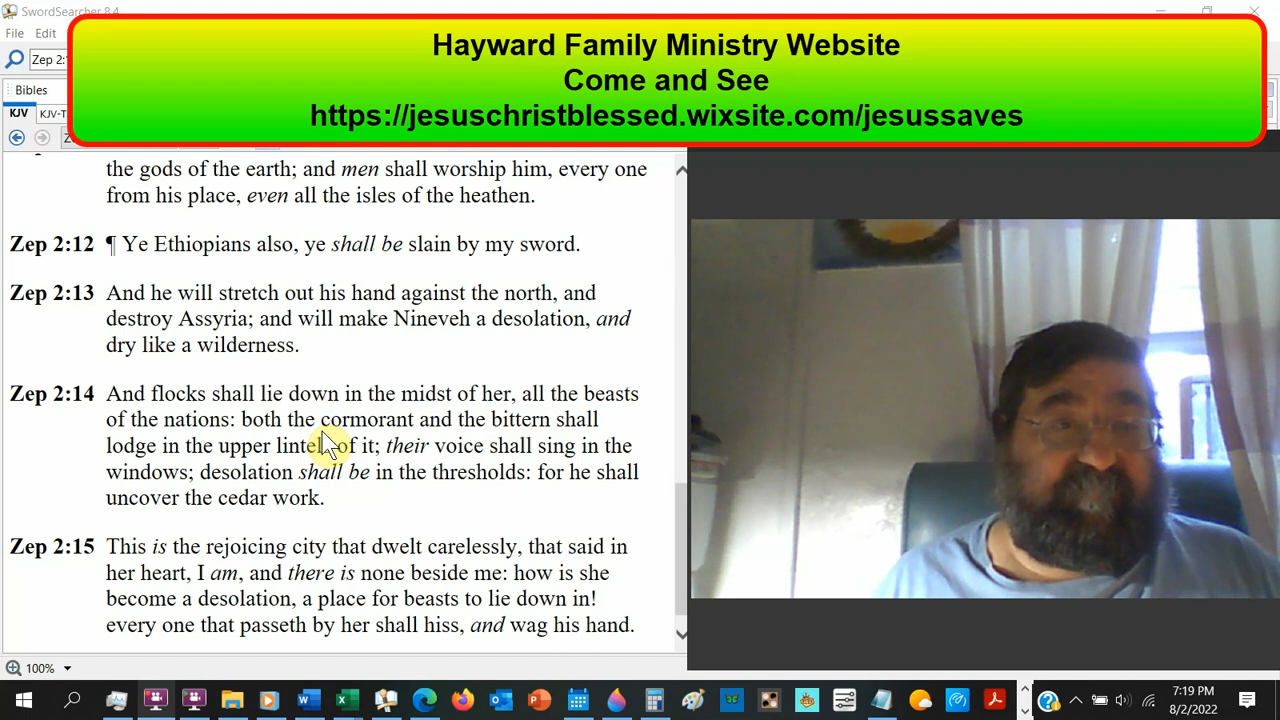 SwordSearcher 8.4
File Edit
Hayward Family Ministry Website
Come and See
https://jesuschristblessed.wixsite.com/jesussaves
Zep 2:
Bibles
KJV KJV-T
the gods of the earth; and men shall worship him, every one
from his place, even all the isles of the heathen.
Zep 2:12 ¶ Ye Ethiopians also, ye shall be slain by my sword.
Zep 2:13 And he will stretch out his hand against the north, and
destroy Assyria; and will make Nineveh a desolation, and
dry like a wilderness.
Zep 2:14 And flocks shall lie down in the midst of her, all the beasts
of the nations: both the cormorant and the bittern shall
lodge in the upper lintels of it; their voice shall sing in the
windows; desolation shall be in the thresholds: for he shall
uncover the cedar work.
Zep 2:15 This is the rejoicing city that dwelt carelessly, that said in
her heart, I am, and there is none beside me: how is she
become a desolation, a place for beasts to lie down in!
every one that passeth by her shall hiss, and wag his hand.
100%
7:19 PM
8/2/2022